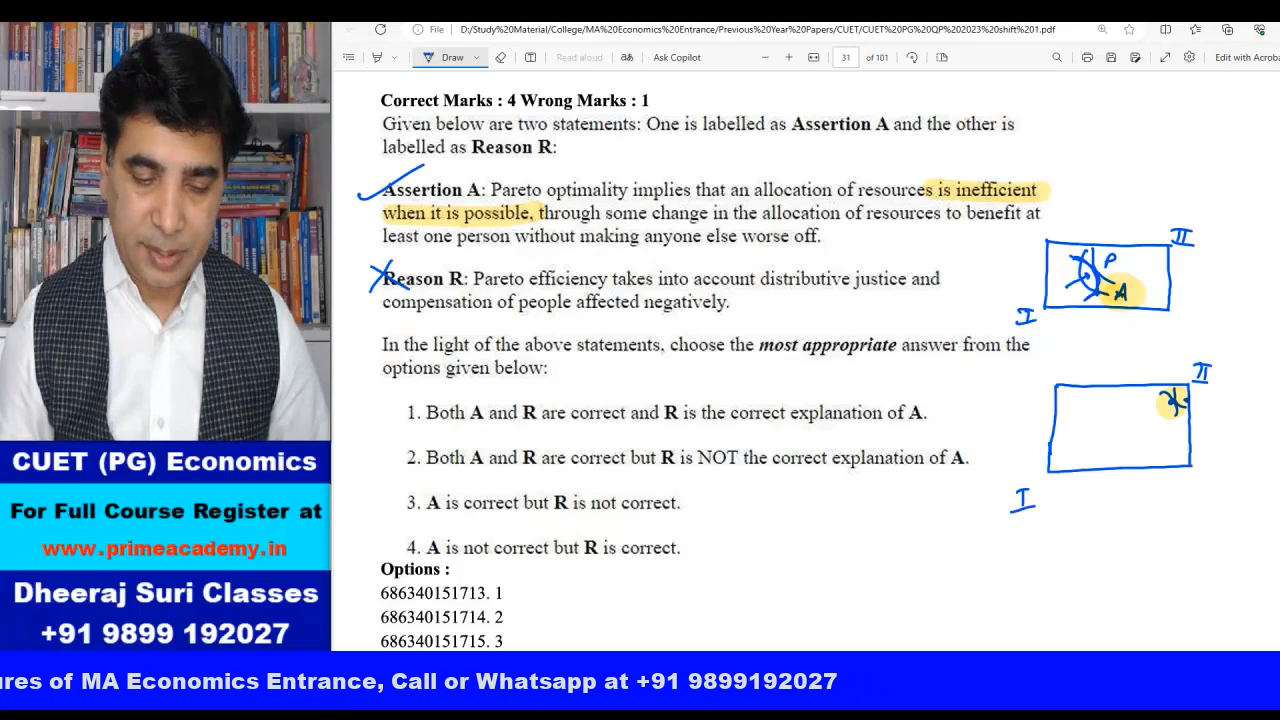 File
D:/Study%20Material/College/MA%20Economics%20Entrance/Previous%20Year%20Papers/CUET/CUET%20PG%20QP%202023%20shift%201.pdf
Draw
Read aloud
Ask Copilot
31
of 101
Edit with Acroba
Correct Marks : 4 Wrong Marks : 1
Given below are two statements: One is labelled as Assertion A and the other is
labelled as Reason R:
Assertion A: Pareto optimality implies that an allocation of resources is inefficient
when it is possible, through some change in the allocation of resources to benefit at
least one person without making anyone else worse off.
Reason R: Pareto efficiency takes into account distributive justice and
compensation of people affected negatively.
In the light of the above statements, choose the most appropriate answer from the
options given below:
1. Both A and R are correct and R is the correct explanation of A.
2. Both A and R are correct but R is NOT the correct explanation of A.
3. A is correct but R is not correct.
4. A is not correct but R is correct.
Options :
686340151713. 1
686340151714. 2
686340151715. 3
II
P
A
I
II
I
CUET (PG) Economics
For Full Course Register at
www.primeacademy.in
Dheeraj Suri Classes
+91 9899 192027
ures of MA Economics Entrance, Call or Whatsapp at +91 9899192027